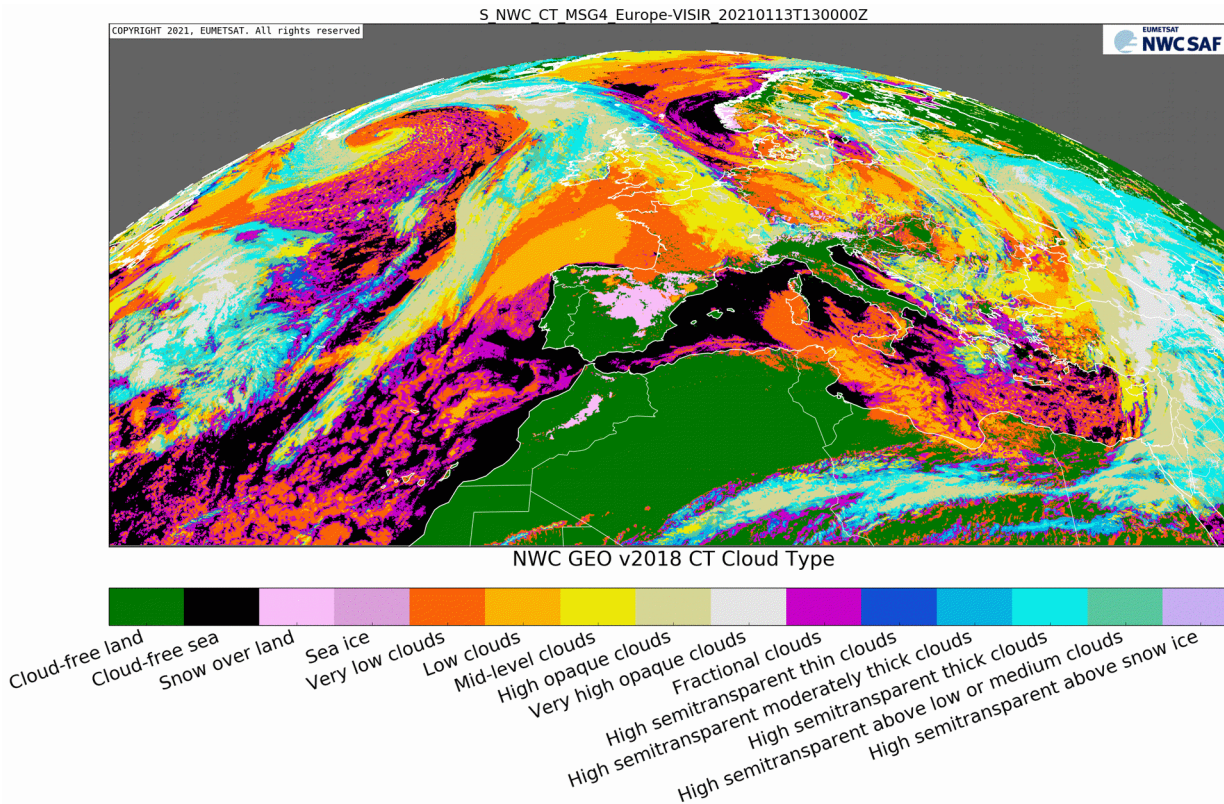 S_NWC_CT_MSG4_Europe-VISIR_20210113T130000Z
COPYRIGHT 2021, EUMETSAT. All rights reserved
EUMETSAT
NWC SAF
NWC GEO v2018 CT Cloud Type
Cloud-free land
Cloud-free sea
Snow over land
Sea ice
Very low clouds
Low clouds
Mid-level clouds
High opaque clouds
Very high opaque clouds
Fractional clouds
High semitransparent thin clouds
High semitransparent moderately thick clouds
High semitransparent thick clouds
High semitransparent above low or medium clouds
High semitransparent above snow ice